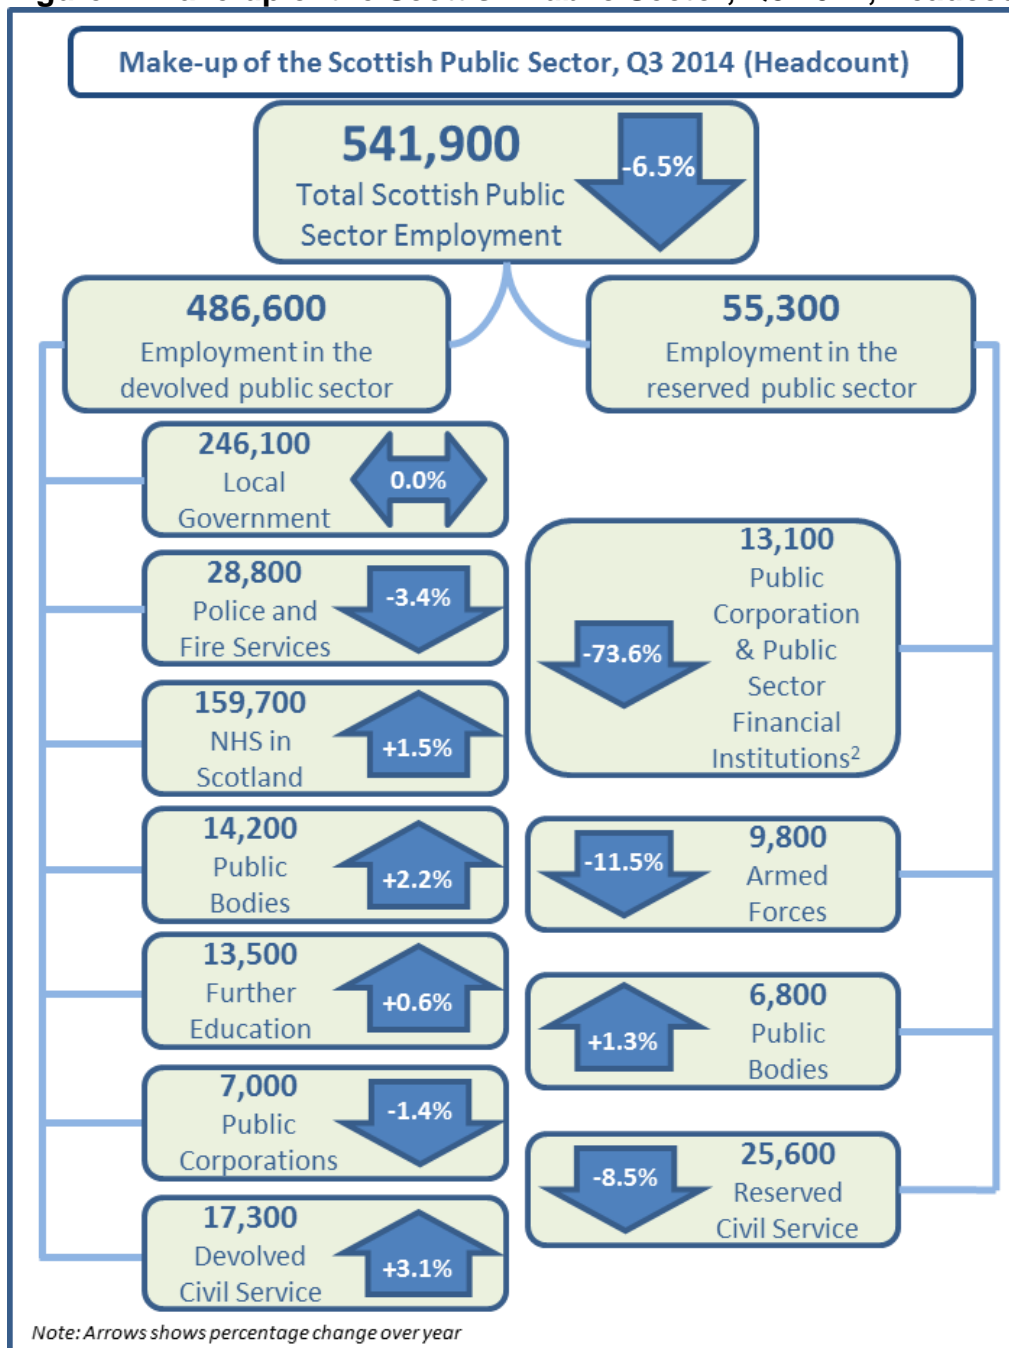 Make-up of the Scottish Public Sector, Q3 2014 (Headcount)
541,900
Total Scottish Public
Sector Employment
-6.5%
486,600
Employment in the
devolved public sector
55,300
Employment in the
reserved public sector
246,100
Local
Government
0.0%
28,800
Police and
Fire Services
-3.4%
159,700
NHS in
Scotland
+1.5%
14,200
Public
Bodies
+2.2%
13,500
Further
Education
+0.6%
7,000
Public
Corporations
-1.4%
17,300
Devolved
Civil Service
+3.1%
13,100
Public
Corporation
& Public
Sector
Financial
Institutions²
-73.6%
9,800
Armed
Forces
-11.5%
6,800
Public
Bodies
+1.3%
25,600
Reserved
Civil Service
-8.5%
Note: Arrows shows percentage change over year